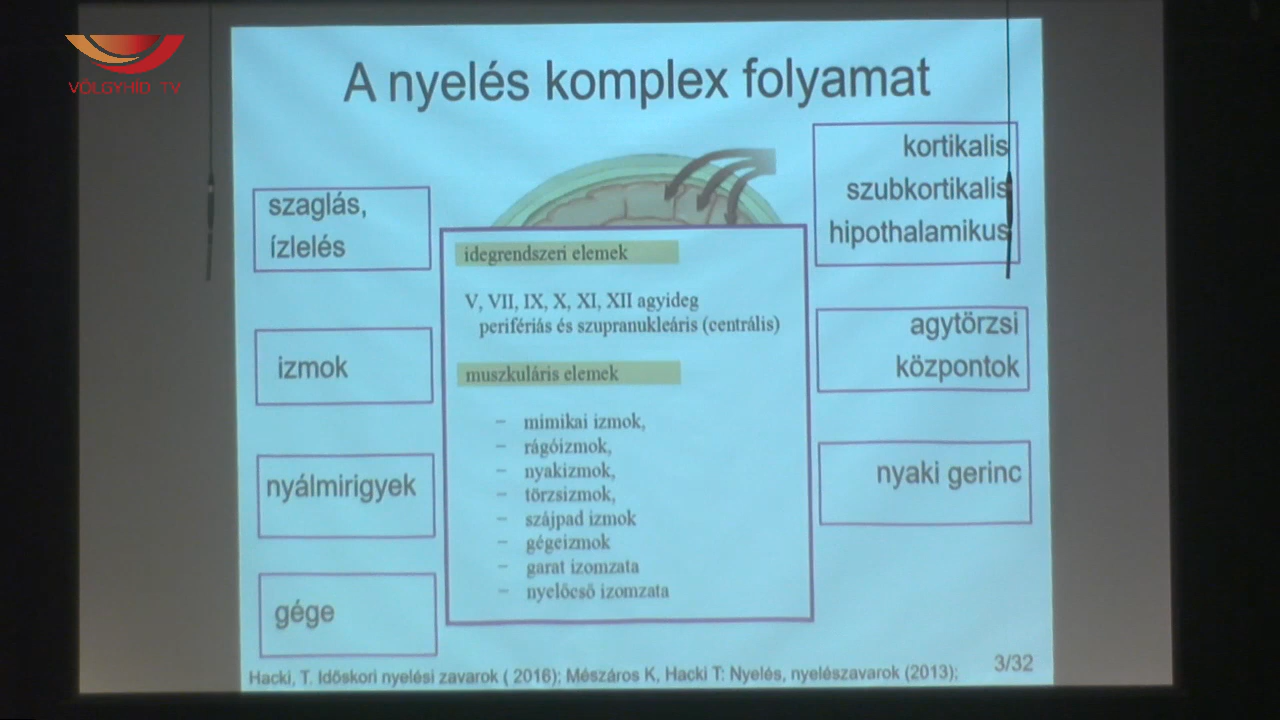 VÖLGYHÍD TV
A nyelés komplex folyamat
szaglás,
ízlelés
izmok
nyálmirigyek
gége
idegrendszeri elemek
V, VII, IX, X, XI, XII agyideg
perifériás és szupranukleáris (centrális)
muszkuláris elemek
– mimikai izmok,
– rágóizmok,
– nyakizmok,
– törzsizmok,
– szájpad izmok
– gégeizmok
– garat izomzata
– nyelőcső izomzata
kortikalis
szubkortikalis
hipothalamikus
agytörzsi
központok
nyaki gerinc
Hacki, T. Időskori nyelési zavarok ( 2016); Mészáros K, Hacki T: Nyelés, nyelészavarok (2013);
3/32